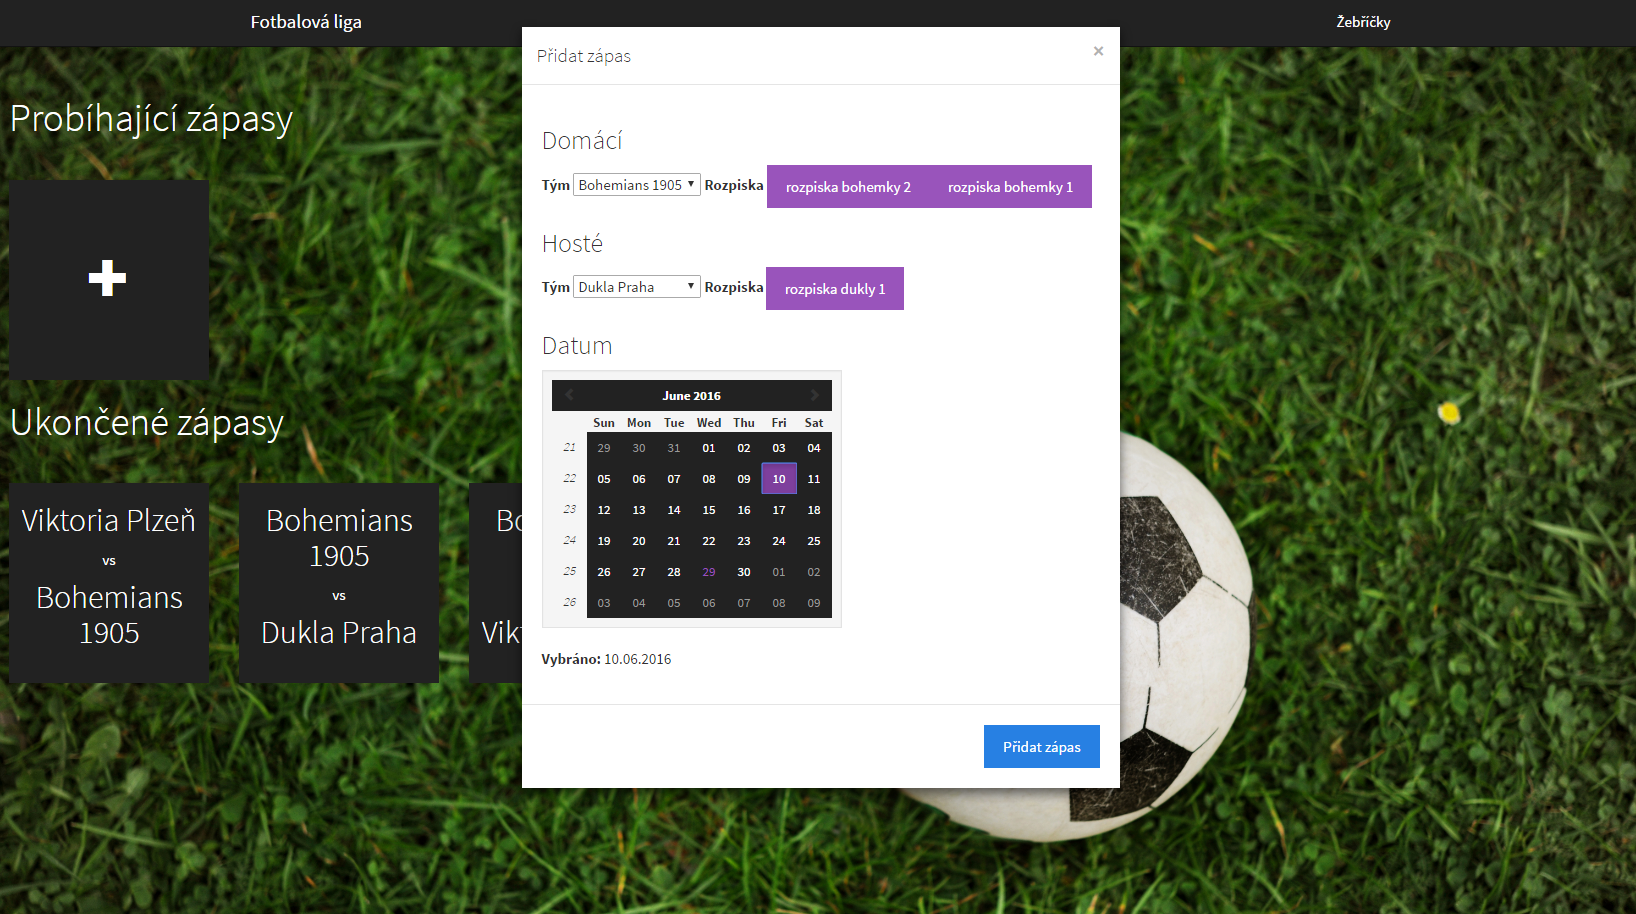 Fotbalová liga
Žebříčky
Probíhající zápasy
Ukončené zápasy
Viktoria Plzeň
vs
Bohemians
1905
Bohemians
1905
vs
Dukla Praha
Přidat zápas
×
Domácí
Tým Bohemians 1905 Rozpiska rozpiska bohemky 2 rozpiska bohemky 1
Hosté
Tým Dukla Praha Rozpiska rozpiska dukly 1
Datum
June 2016
Sun Mon Tue Wed Thu Fri Sat
21 29 30 31 01 02 03 04
22 05 06 07 08 09 10 11
23 12 13 14 15 16 17 18
24 19 20 21 22 23 24 25
25 26 27 28 29 30 01 02
26 03 04 05 06 07 08 09
Vybráno: 10.06.2016
Přidat zápas